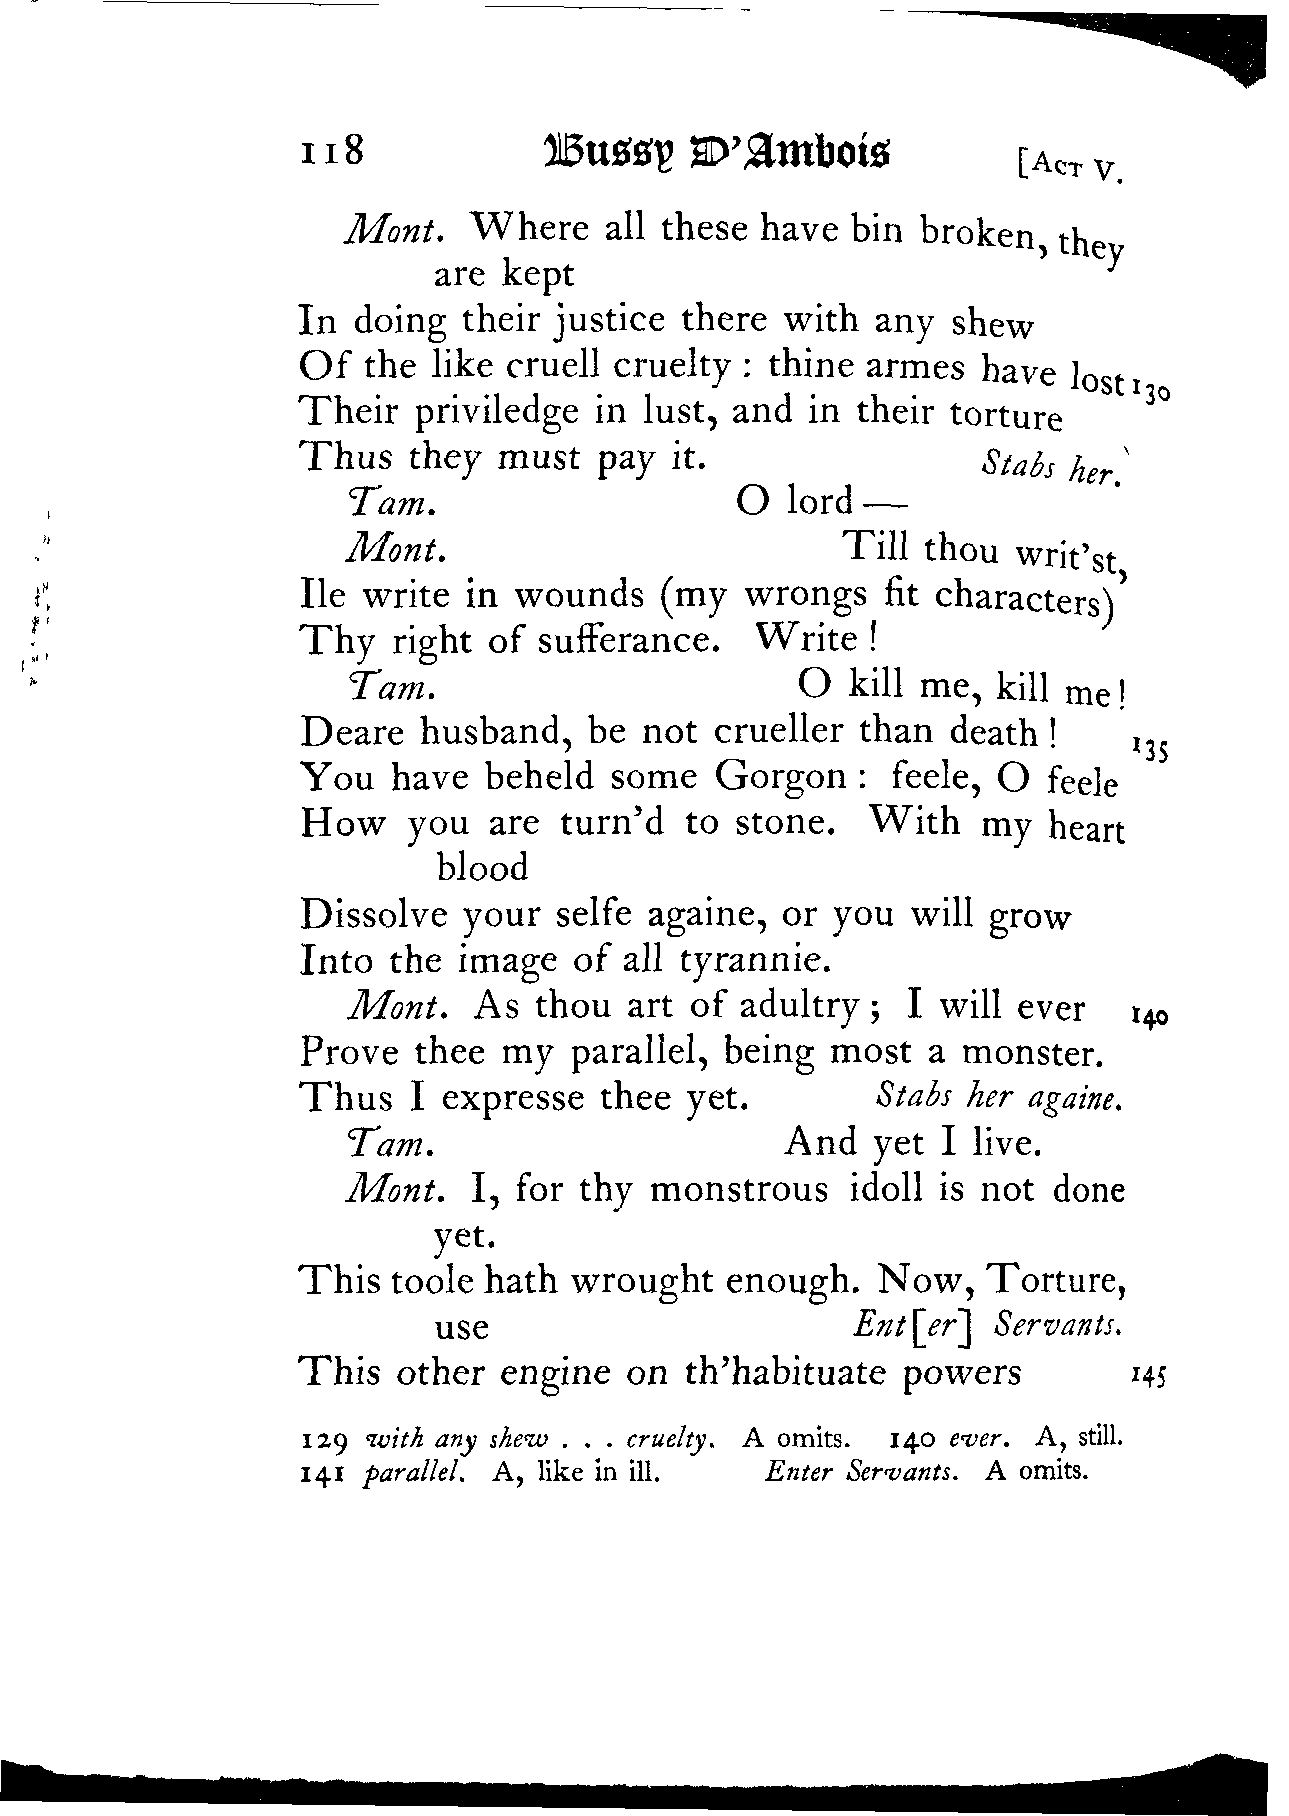 118 Bussy D'Ambois [Act V.
Mont. Where all these have bin broken, they
are kept
In doing their justice there with any shew
Of the like cruell cruelty : thine armes have lost 130
Their priviledge in lust, and in their torture
Thus they must pay it. Stabs her.
Tam. O lord —
Mont. Till thou writ'st,
Ile write in wounds (my wrongs fit characters)
Thy right of sufferance. Write !
Tam. O kill me, kill me !
Deare husband, be not crueller than death ! 135
You have beheld some Gorgon : feele, O feele
How you are turn'd to stone. With my heart
blood
Dissolve your selfe againe, or you will grow
Into the image of all tyrannie.
Mont. As thou art of adultry ; I will ever 140
Prove thee my parallel, being most a monster.
Thus I expresse thee yet. Stabs her againe.
Tam. And yet I live.
Mont. I, for thy monstrous idoll is not done
yet.
This toole hath wrought enough. Now, Torture,
use Ent[er] Servants.
This other engine on th'habituate powers 145
129 with any shew . . . cruelty. A omits. 140 ever. A, still.
141 parallel. A, like in ill. Enter Servants. A omits.